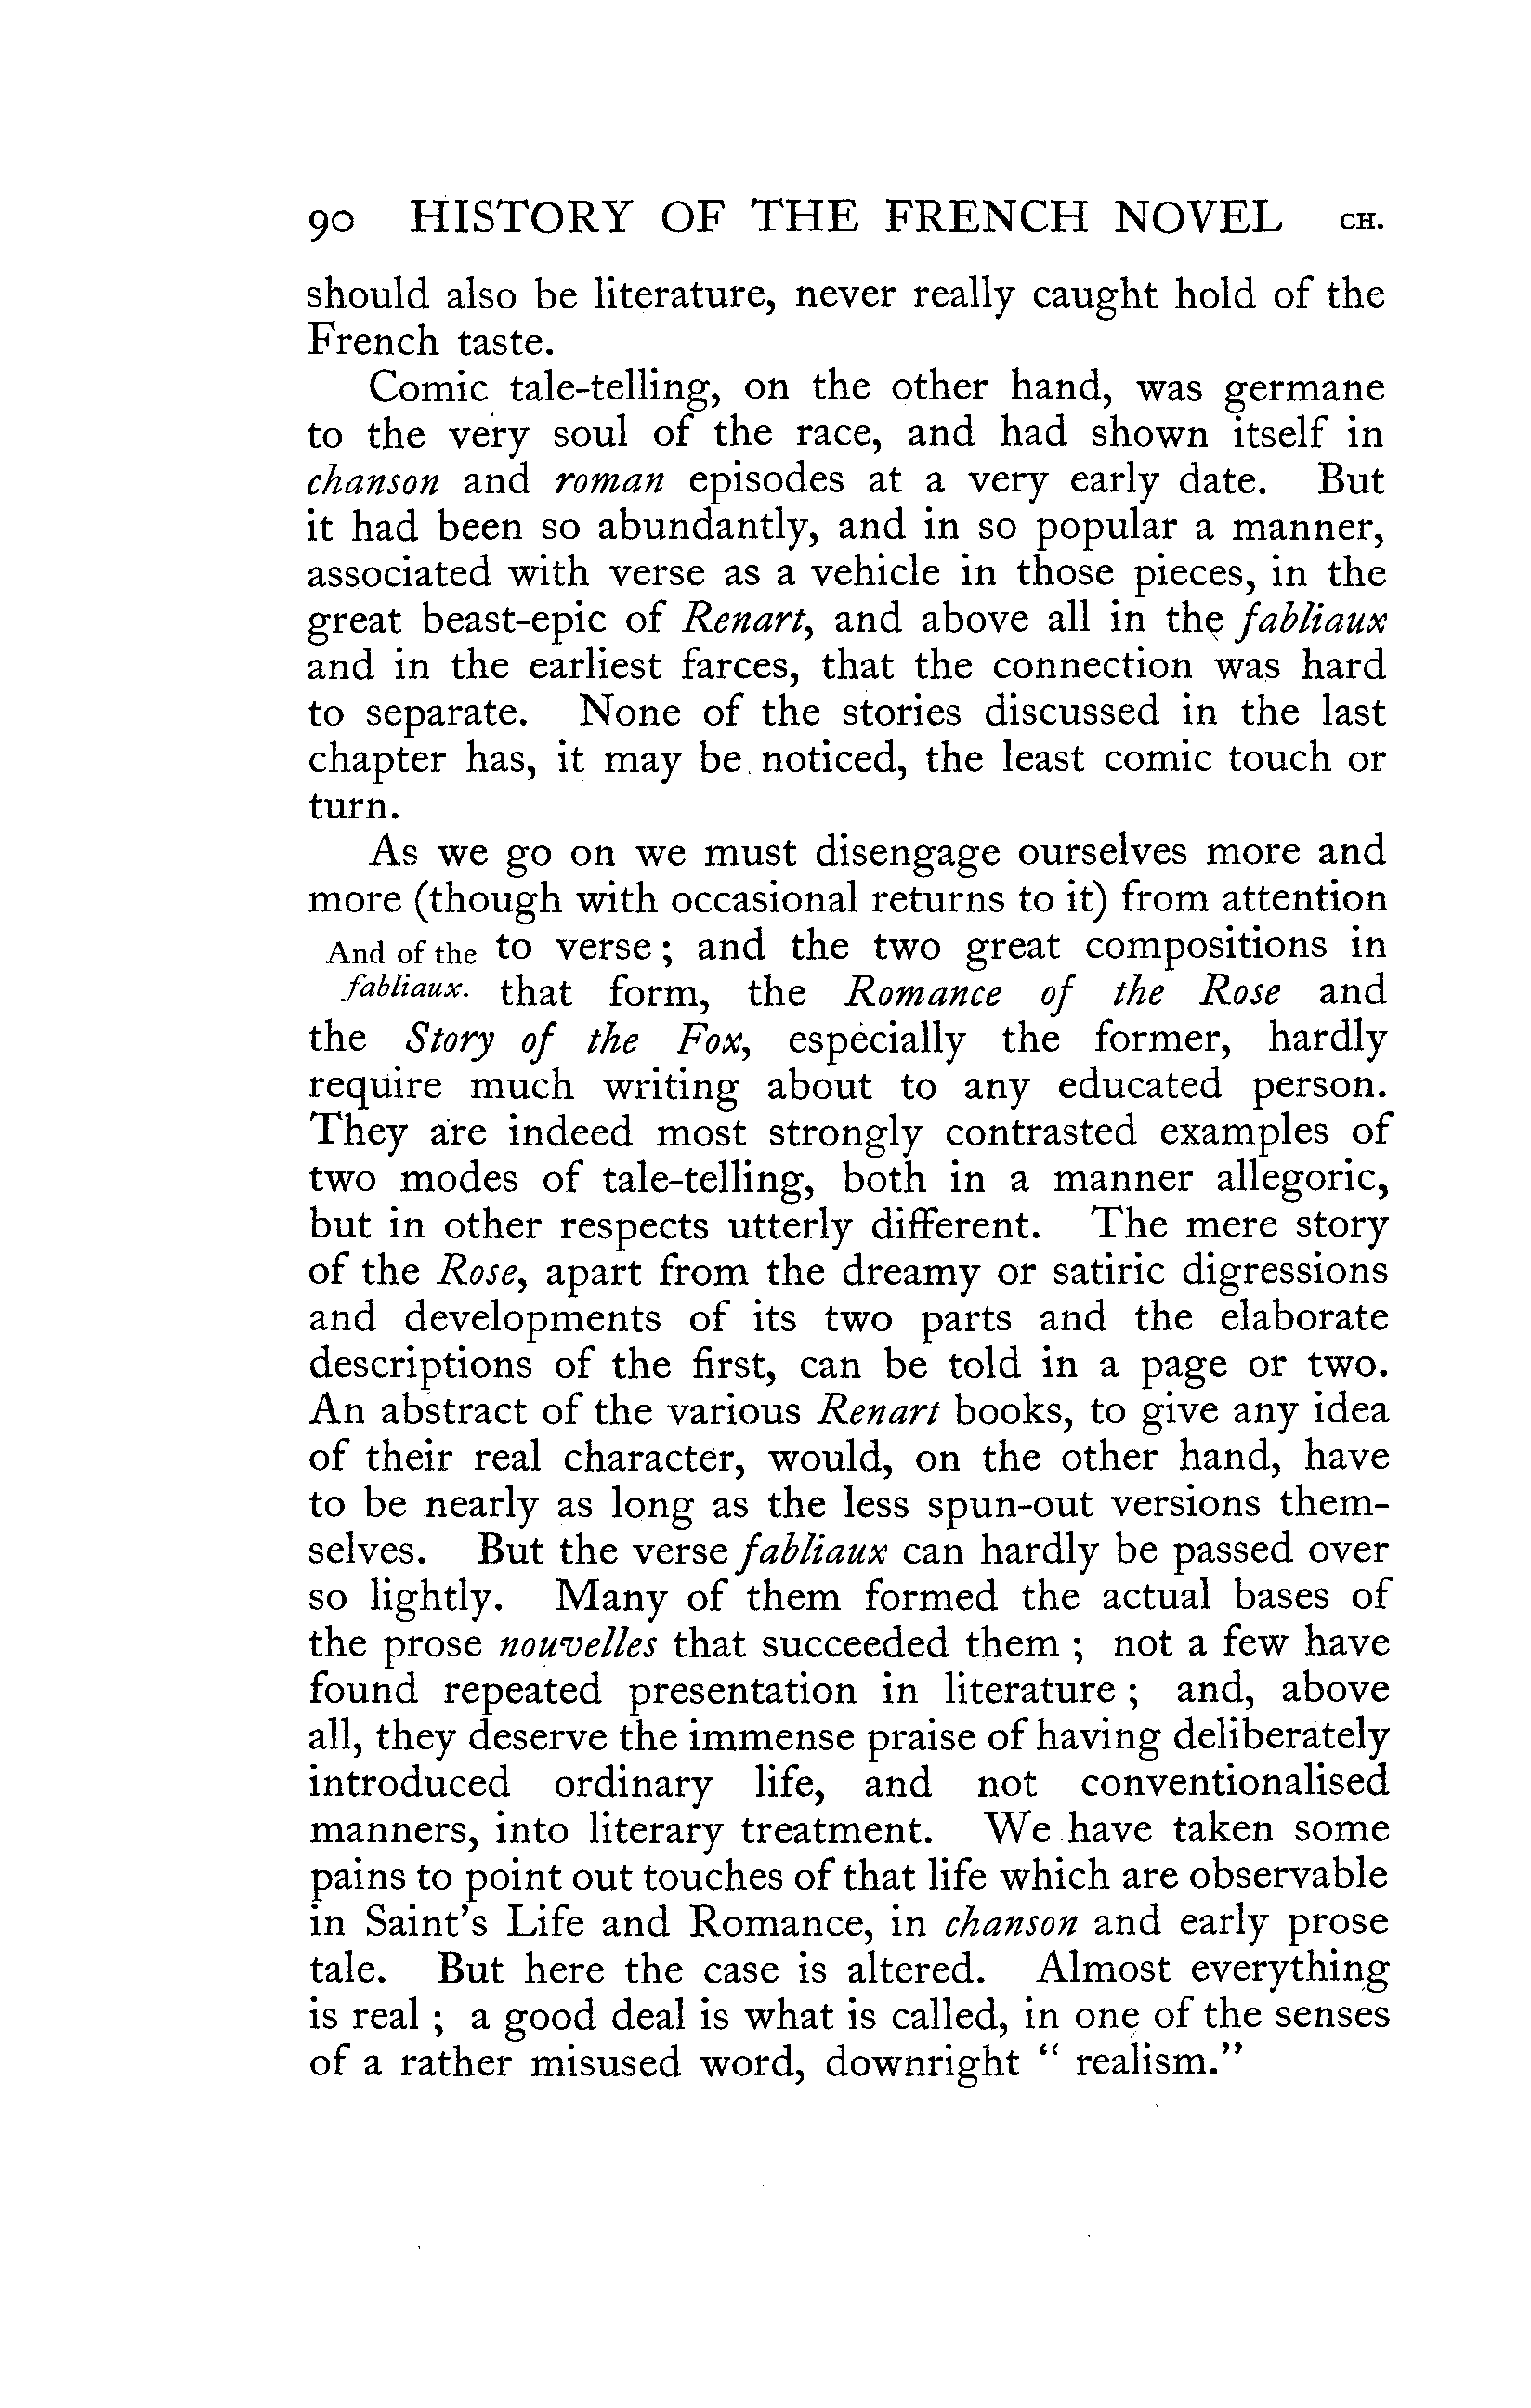 90 HISTORY OF THE FRENCH NOVEL CH.
should also be literature, never really caught hold of the
French taste.
Comic tale-telling, on the other hand, was germane
to the very soul of the race, and had shown itself in
chanson and roman episodes at a very early date. But
it had been so abundantly, and in so popular a manner,
associated with verse as a vehicle in those pieces, in the
great beast-epic of Renart, and above all in the fabliaux
and in the earliest farces, that the connection was hard
to separate. None of the stories discussed in the last
chapter has, it may be noticed, the least comic touch or
turn.
As we go on we must disengage ourselves more and
more (though with occasional returns to it) from attention
And of the to verse; and the two great compositions in
fabliaux. that form, the Romance of the Rose and
the Story of the Fox, especially the former, hardly
require much writing about to any educated person.
They are indeed most strongly contrasted examples of
two modes of tale-telling, both in a manner allegoric,
but in other respects utterly different. The mere story
of the Rose, apart from the dreamy or satiric digressions
and developments of its two parts and the elaborate
descriptions of the first, can be told in a page or two.
An abstract of the various Renart books, to give any idea
of their real character, would, on the other hand, have
to be nearly as long as the less spun-out versions them-
selves. But the verse fabliaux can hardly be passed over
so lightly. Many of them formed the actual bases of
the prose nouvelles that succeeded them ; not a few have
found repeated presentation in literature ; and, above
all, they deserve the immense praise of having deliberately
introduced ordinary life, and not conventionalised
manners, into literary treatment. We have taken some
pains to point out touches of that life which are observable
in Saint's Life and Romance, in chanson and early prose
tale. But here the case is altered. Almost everything
is real ; a good deal is what is called, in one of the senses
of a rather misused word, downright " realism."